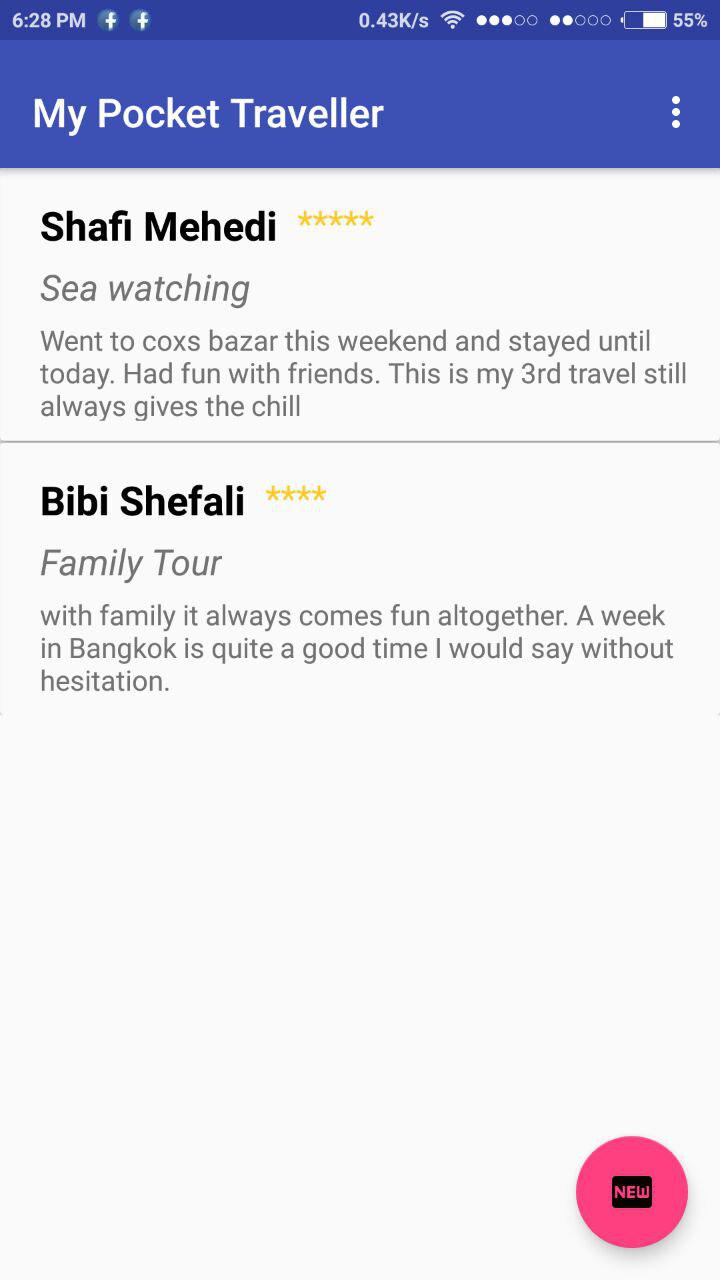 6:28 PM 0.43K/s 55%
My Pocket Traveller
Shafi Mehedi *****
Sea watching
Went to coxs bazar this weekend and stayed until
today. Had fun with friends. This is my 3rd travel still
always gives the chill
Bibi Shefali ****
Family Tour
with family it always comes fun altogether. A week
in Bangkok is quite a good time I would say without
hesitation.
NEW